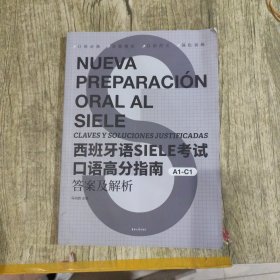 NUEVA
PREPARACIÓN
ORAL AL
SIELE
CLAVES Y SOLUCIONES JUSTIFICADAS
西班牙语SIELE考试
口语高分指南 A1-C1
答案及解析